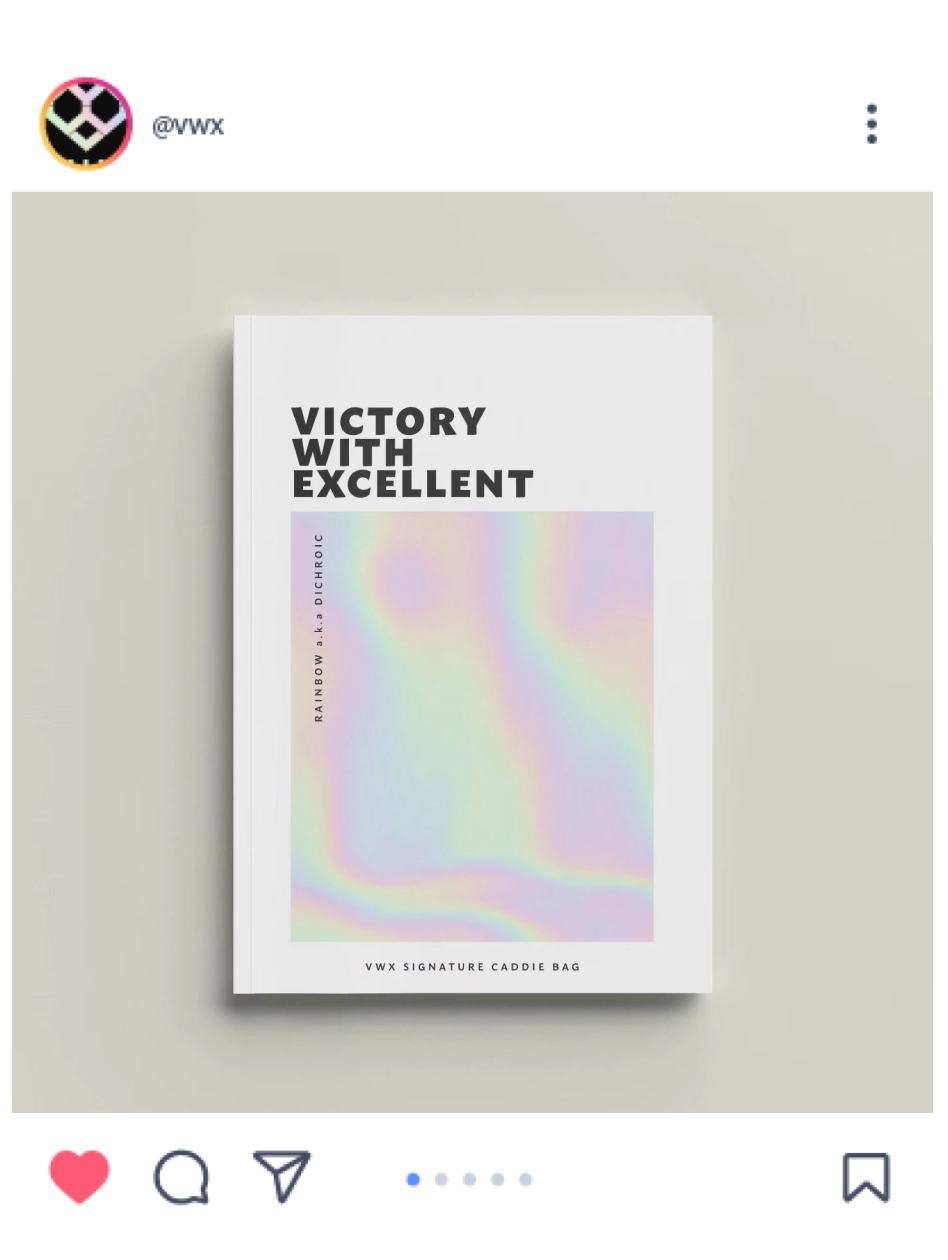 @vwx
VICTORY
WITH
EXCELLENT
RAINBOW a.k.a DICHROIC
VWX SIGNATURE CADDIE BAG